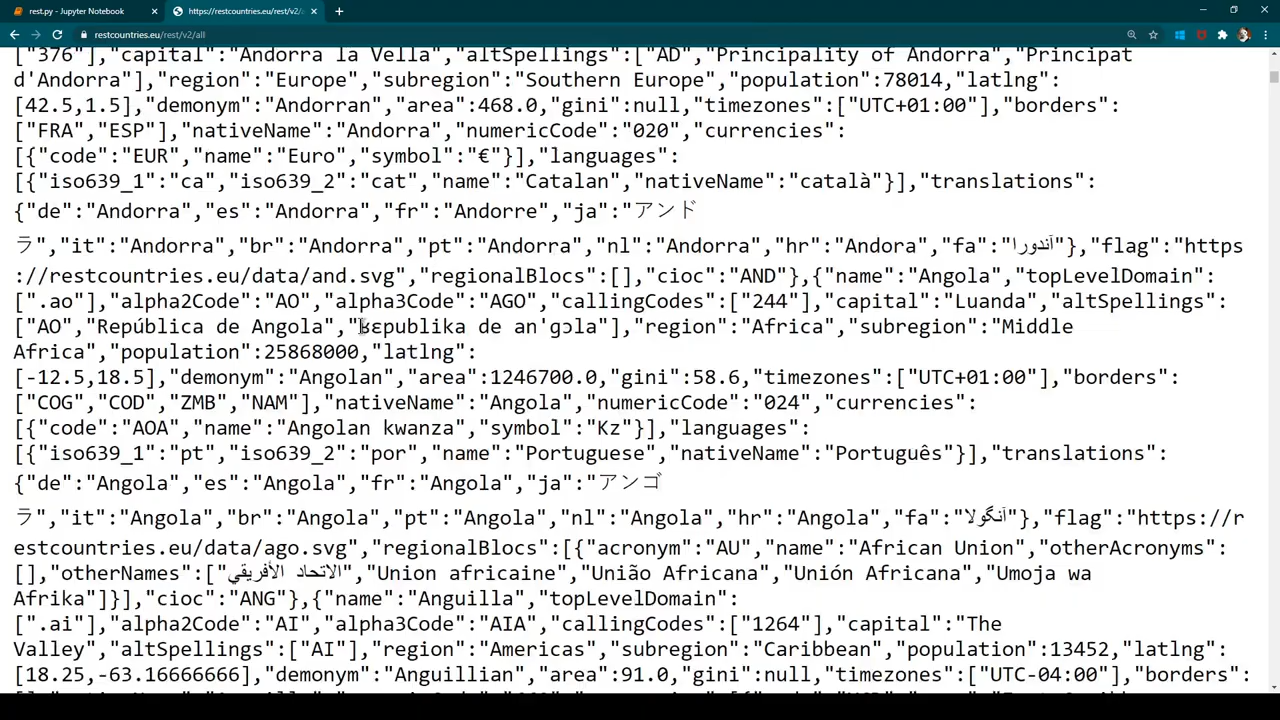 rest.py - Jupyter Notebook
https://restcountries.eu/rest/v2/
restcountries.eu/rest/v2/all
["376"],"capital":"Andorra la Vella","altSpellings":["AD","Principality of Andorra","Principat
d'Andorra"],"region":"Europe","subregion":"Southern Europe","population":78014,"latlng":
[42.5,1.5],"demonym":"Andorran","area":468.0,"gini":null,"timezones":["UTC+01:00"],"borders":
["FRA","ESP"],"nativeName":"Andorra","numericCode":"020","currencies":
[{"code":"EUR","name":"Euro","symbol":"€"}],"languages":
[{"iso639_1":"ca","iso639_2":"cat","name":"Catalan","nativeName":"català"}],"translations":
{"de":"Andorra","es":"Andorra","fr":"Andorre","ja":"アンド
ラ","it":"Andorra","br":"Andorra","pt":"Andorra","nl":"Andorra","hr":"Andora","fa":"آندورا"},"flag":"https
://restcountries.eu/data/and.svg","regionalBlocs":[],"cioc":"AND"},{"name":"Angola","topLevelDomain":
[".ao"],"alpha2Code":"AO","alpha3Code":"AGO","callingCodes":["244"],"capital":"Luanda","altSpellings":
["AO","República de Angola","ʁɛpublika de an'ɡɔla"],"region":"Africa","subregion":"Middle
Africa","population":25868000,"latlng":
[-12.5,18.5],"demonym":"Angolan","area":1246700.0,"gini":58.6,"timezones":["UTC+01:00"],"borders":
["COG","COD","ZMB","NAM"],"nativeName":"Angola","numericCode":"024","currencies":
[{"code":"AOA","name":"Angolan kwanza","symbol":"Kz"}],"languages":
[{"iso639_1":"pt","iso639_2":"por","name":"Portuguese","nativeName":"Português"}],"translations":
{"de":"Angola","es":"Angola","fr":"Angola","ja":"アンゴ
ラ","it":"Angola","br":"Angola","pt":"Angola","nl":"Angola","hr":"Angola","fa":"آنگولا"},"flag":"https://r
estcountries.eu/data/ago.svg","regionalBlocs":[{"acronym":"AU","name":"African Union","otherAcronyms":
[],"otherNames":["الاتحاد الأفريقي","Union africaine","União Africana","Unión Africana","Umoja wa
Afrika"]}],"cioc":"ANG"},{"name":"Anguilla","topLevelDomain":
[".ai"],"alpha2Code":"AI","alpha3Code":"AIA","callingCodes":["1264"],"capital":"The
Valley","altSpellings":["AI"],"region":"Americas","subregion":"Caribbean","population":13452,"latlng":
[18.25,-63.16666666],"demonym":"Anguillian","area":91.0,"gini":null,"timezones":["UTC-04:00"],"borders":